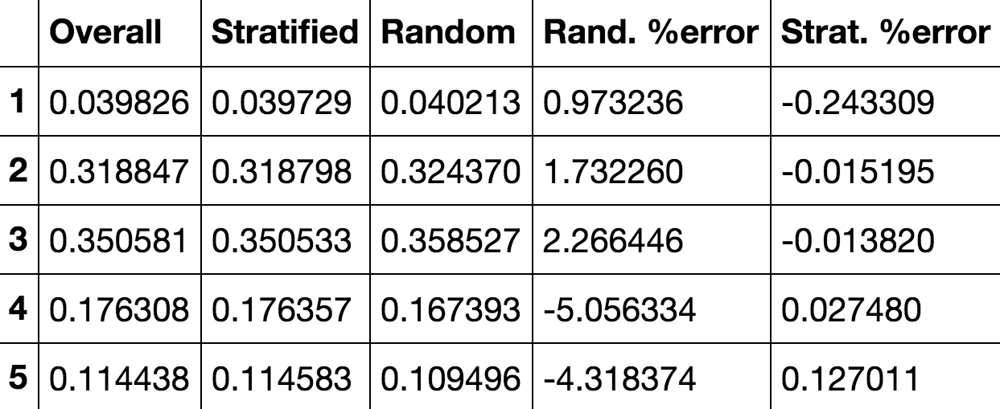 Overall Stratified Random Rand. %error Strat. %error
1 0.039826 0.039729 0.040213 0.973236 -0.243309
2 0.318847 0.318798 0.324370 1.732260 -0.015195
3 0.350581 0.350533 0.358527 2.266446 -0.013820
4 0.176308 0.176357 0.167393 -5.056334 0.027480
5 0.114438 0.114583 0.109496 -4.318374 0.127011